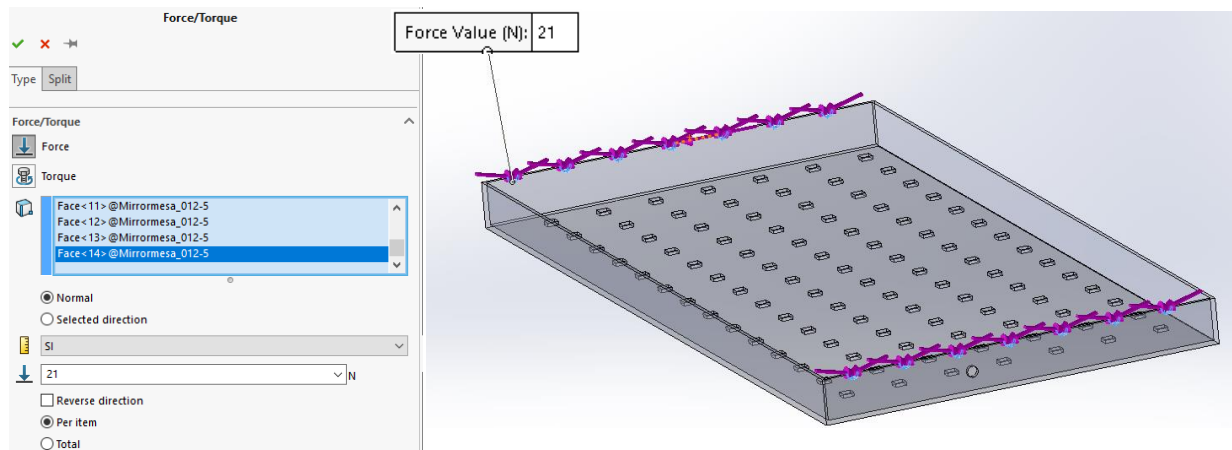 Force/Torque
Type Split
Force/Torque
Force
Torque
Face<11>@Mirrormesa_012-5
Face<12>@Mirrormesa_012-5
Face<13>@Mirrormesa_012-5
Face<14>@Mirrormesa_012-5
Normal
Selected direction
SI
21 N
Reverse direction
Per item
Total
Force Value (N): 21